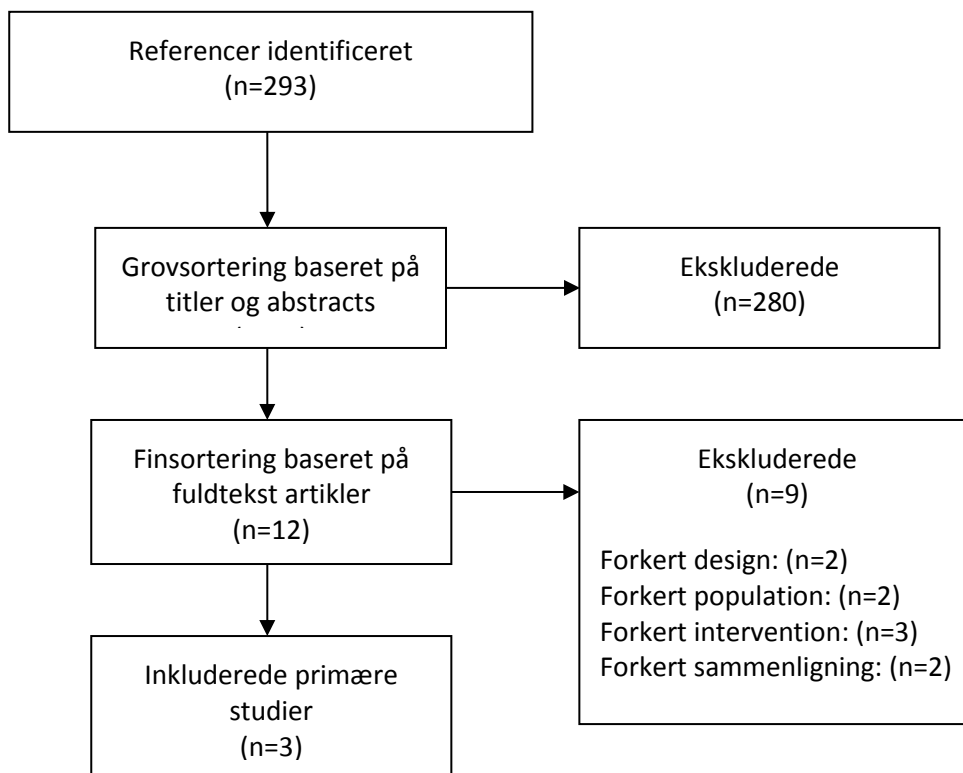 Referencer identificeret
(n=293)
Grovsortering baseret på
titler og abstracts
Ekskluderede
(n=280)
Finsortering baseret på
fuldtekst artikler
(n=12)
Ekskluderede
(n=9)
Forkert design: (n=2)
Forkert population: (n=2)
Forkert intervention: (n=3)
Forkert sammenligning: (n=2)
Inkluderede primære
studier
(n=3)